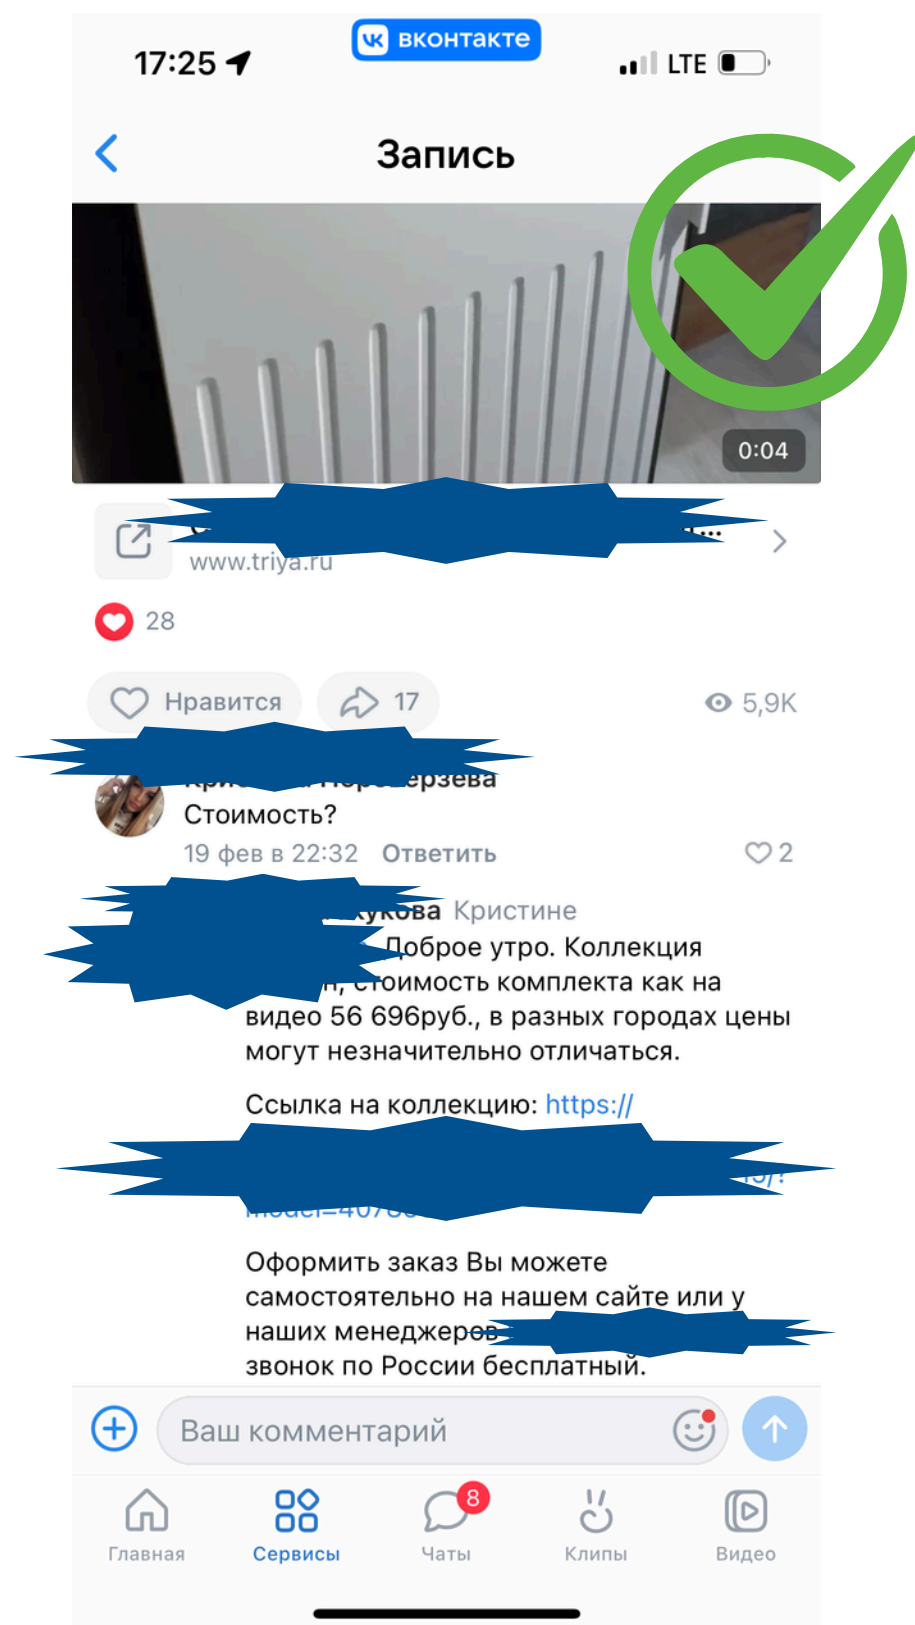 вконтакте
17:25
LTE
Запись
0:04
www.triya.ru
28
Нравится
17
5,9K
Стоимость?
19 фев в 22:32 Ответить
2
Кристине
Доброе утро. Коллекция
стоимость комплекта как на
видео 56 696руб., в разных городах цены
могут незначительно отличаться.
Ссылка на коллекцию: https://
Оформить заказ Вы можете
самостоятельно на нашем сайте или у
наших менеджеров
звонок по России бесплатный.
Ваш комментарий
8
Главная
Сервисы
Чаты
Клипы
Видео